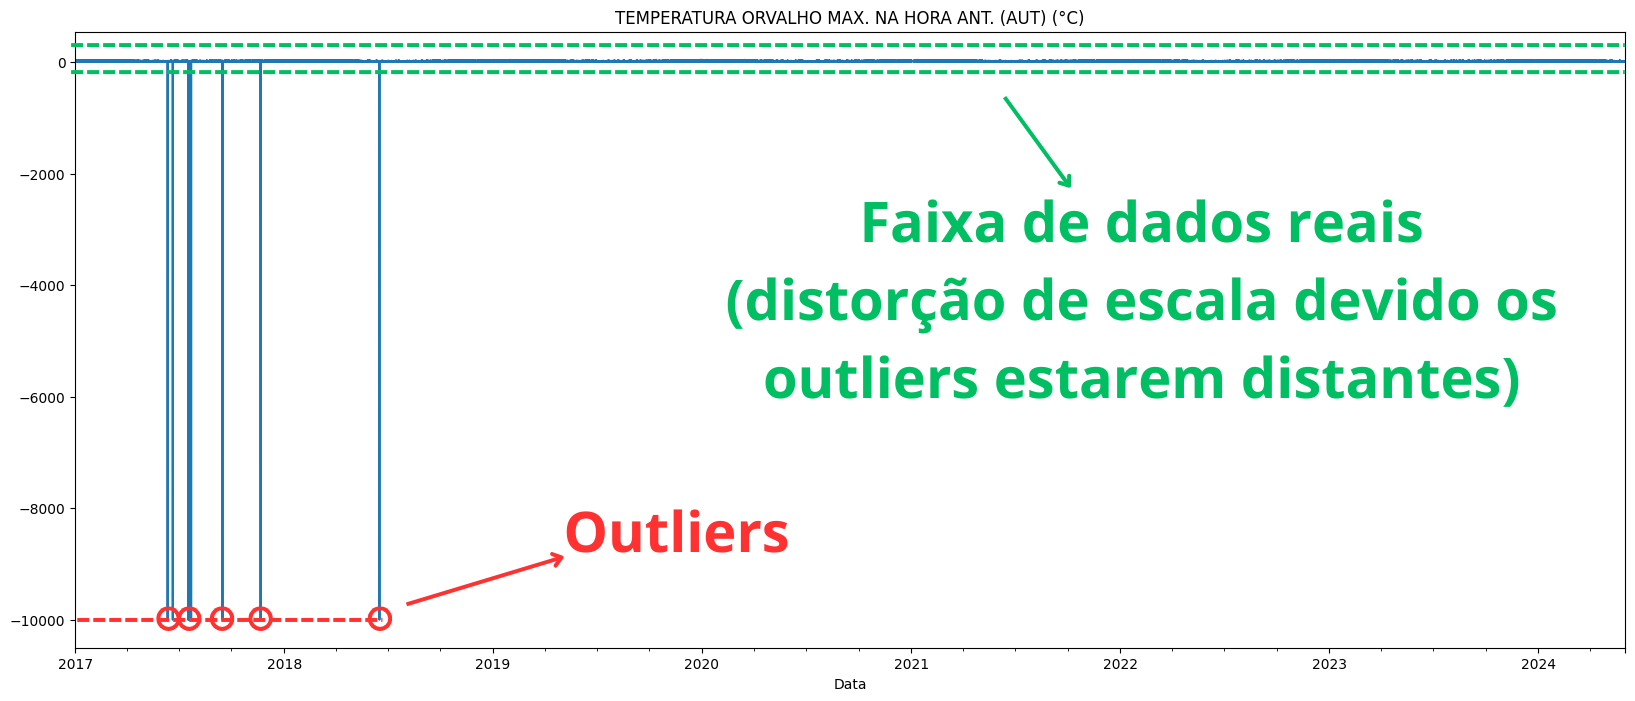 TEMPERATURA ORVALHO MAX. NA HORA ANT. (AUT) (°C)
0
−2000
−4000
−6000
−8000
−10000
Faixa de dados reais
(distorção de escala devido os
outliers estarem distantes)
Outliers
2017 2018 2019 2020 2021 2022 2023 2024
Data